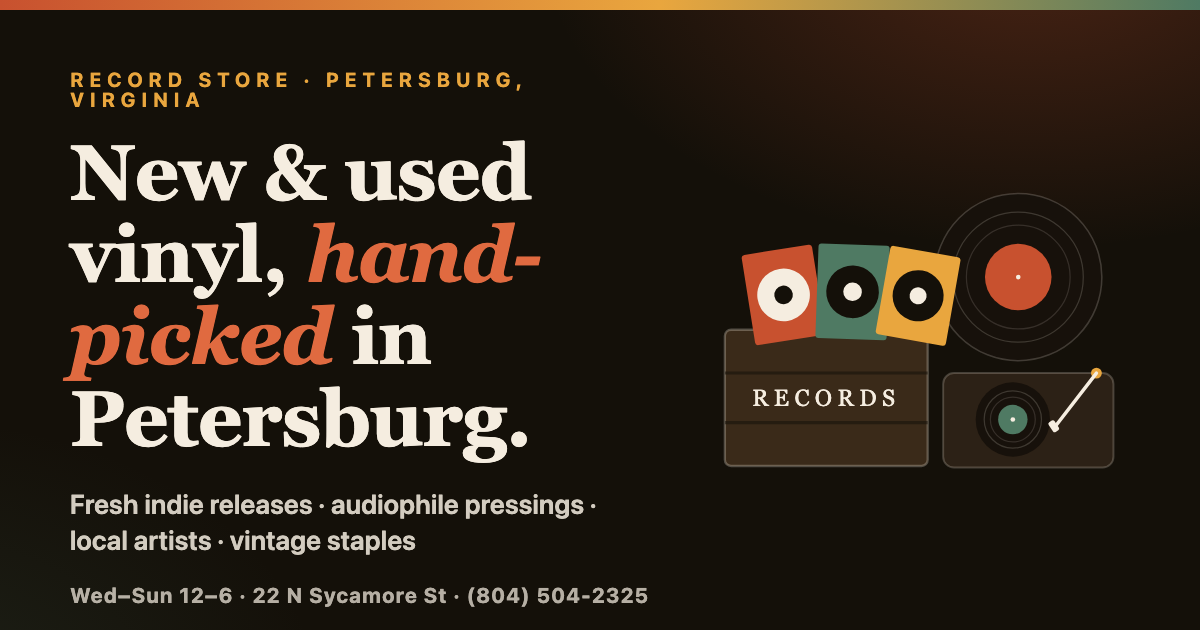 RECORD STORE · PETERSBURG,
VIRGINIA
New & used
vinyl, hand-
picked in
Petersburg.
RECORDS
Fresh indie releases · audiophile pressings ·
local artists · vintage staples
Wed–Sun 12–6 · 22 N Sycamore St · (804) 504-2325